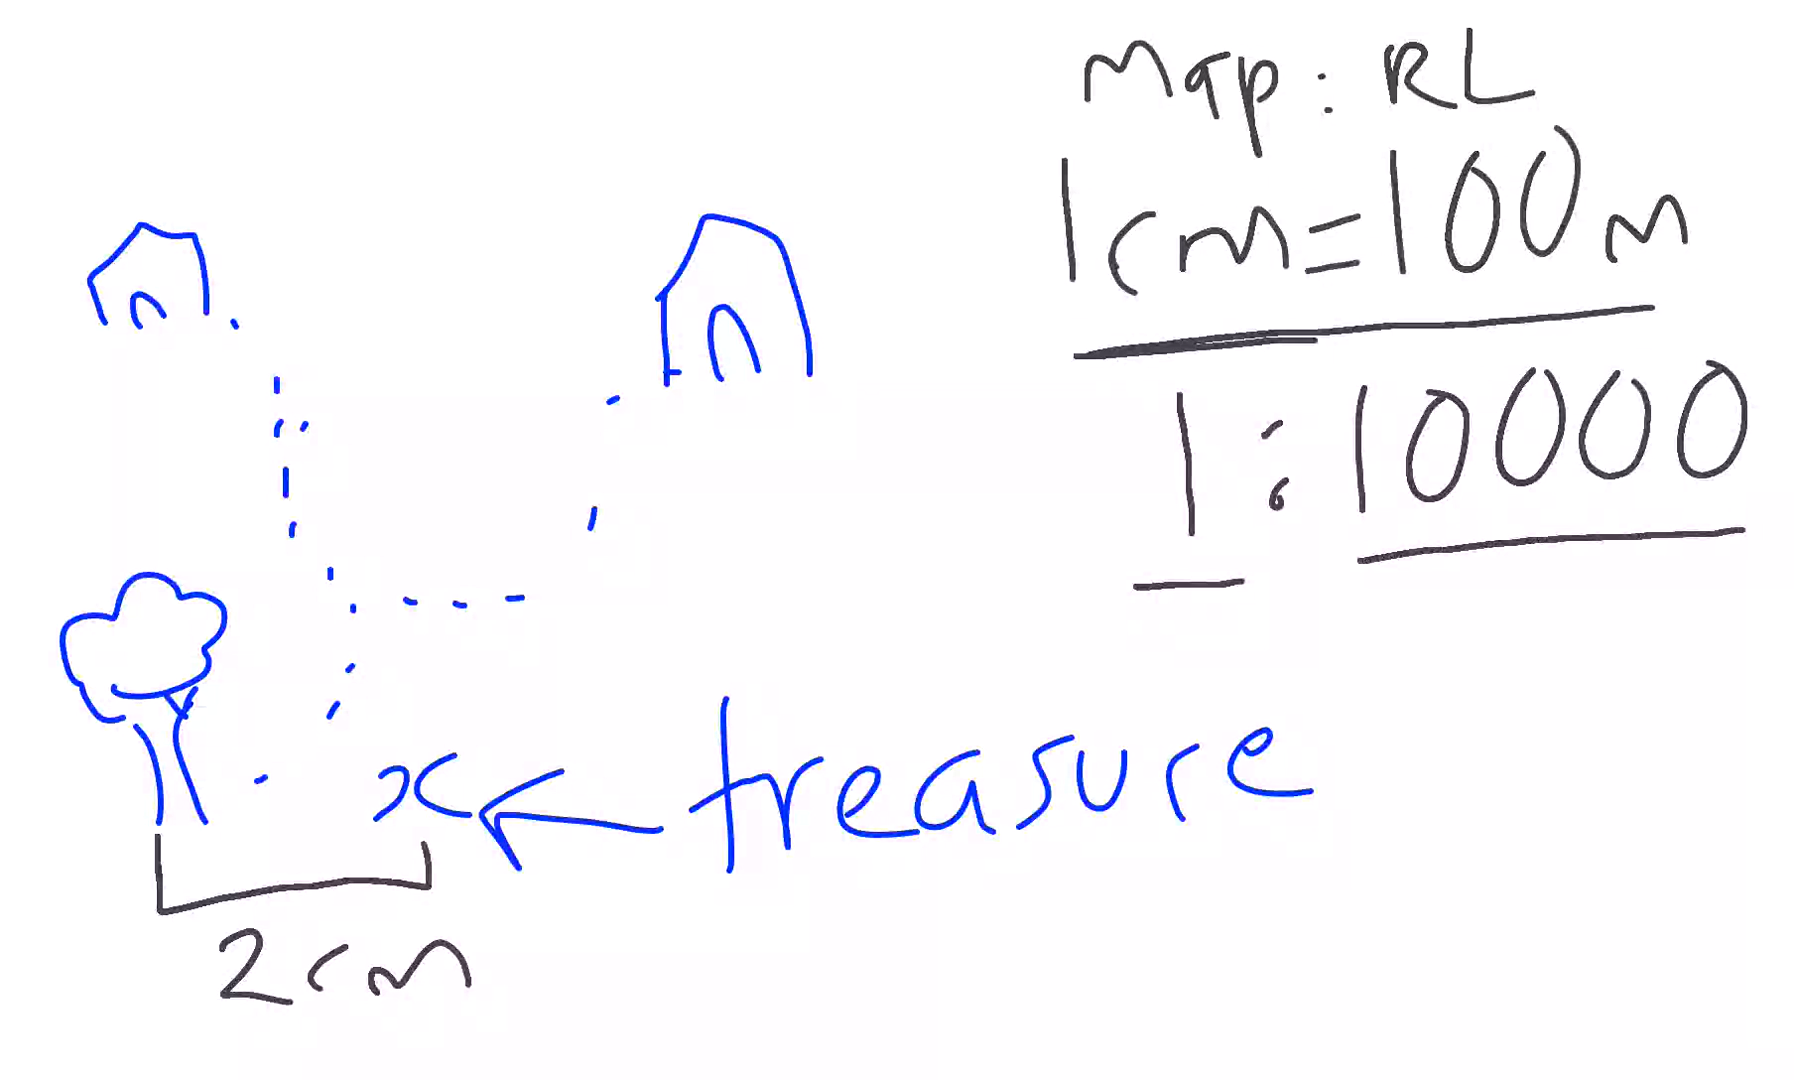 Map: RL
1cm=100m
1:10000
x ← treasure
2cm